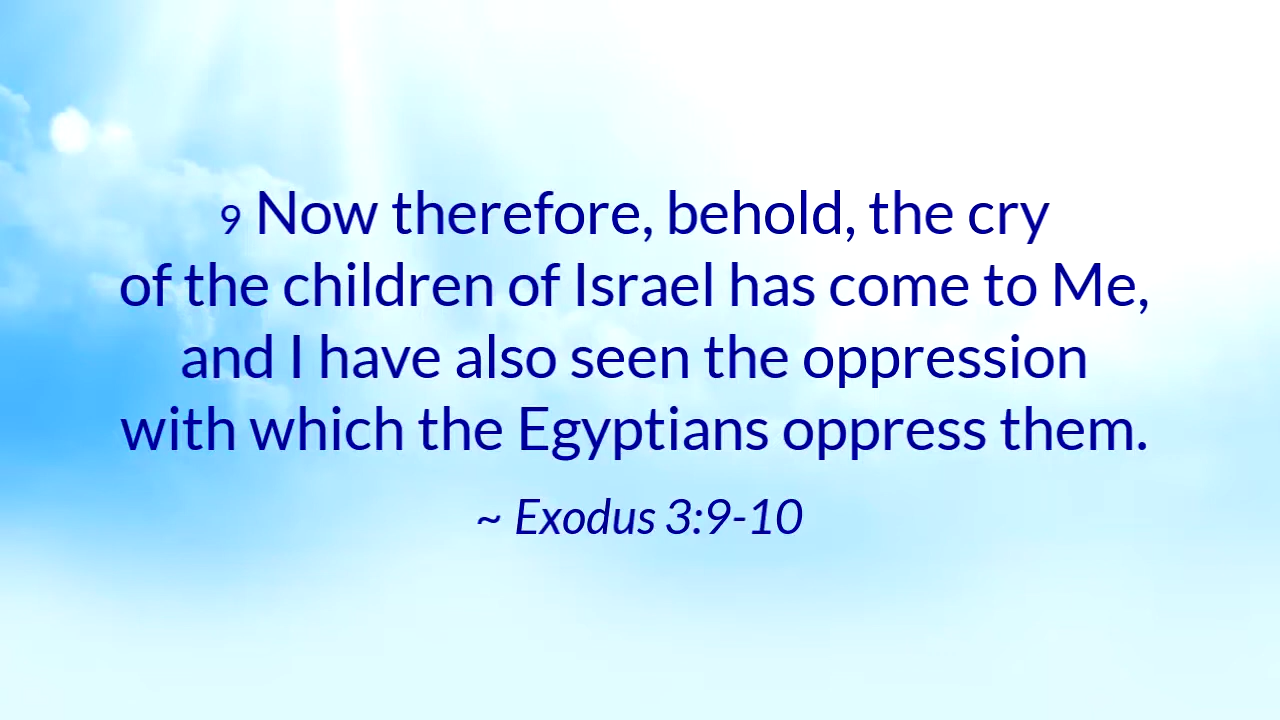 9 Now therefore, behold, the cry
of the children of Israel has come to Me,
and I have also seen the oppression
with which the Egyptians oppress them.
~ Exodus 3:9-10